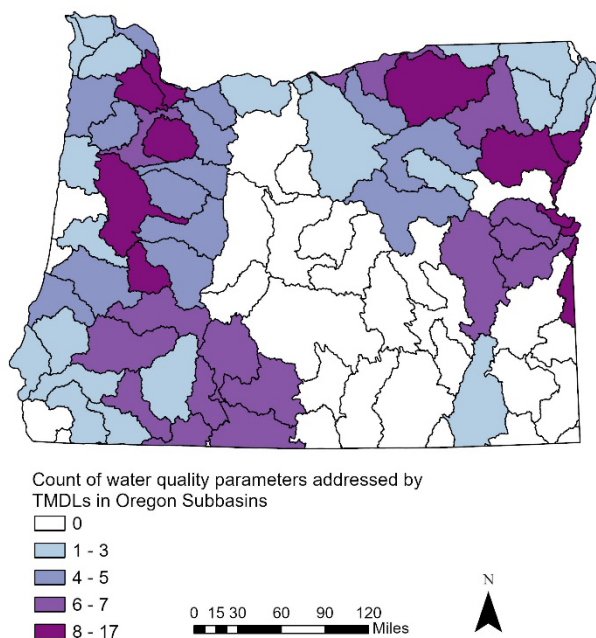 Count of water quality parameters addressed by
TMDLs in Oregon Subbasins
0
1 - 3
4 - 5
6 - 7
8 - 17
0 15 30 60 90 120
Miles
N